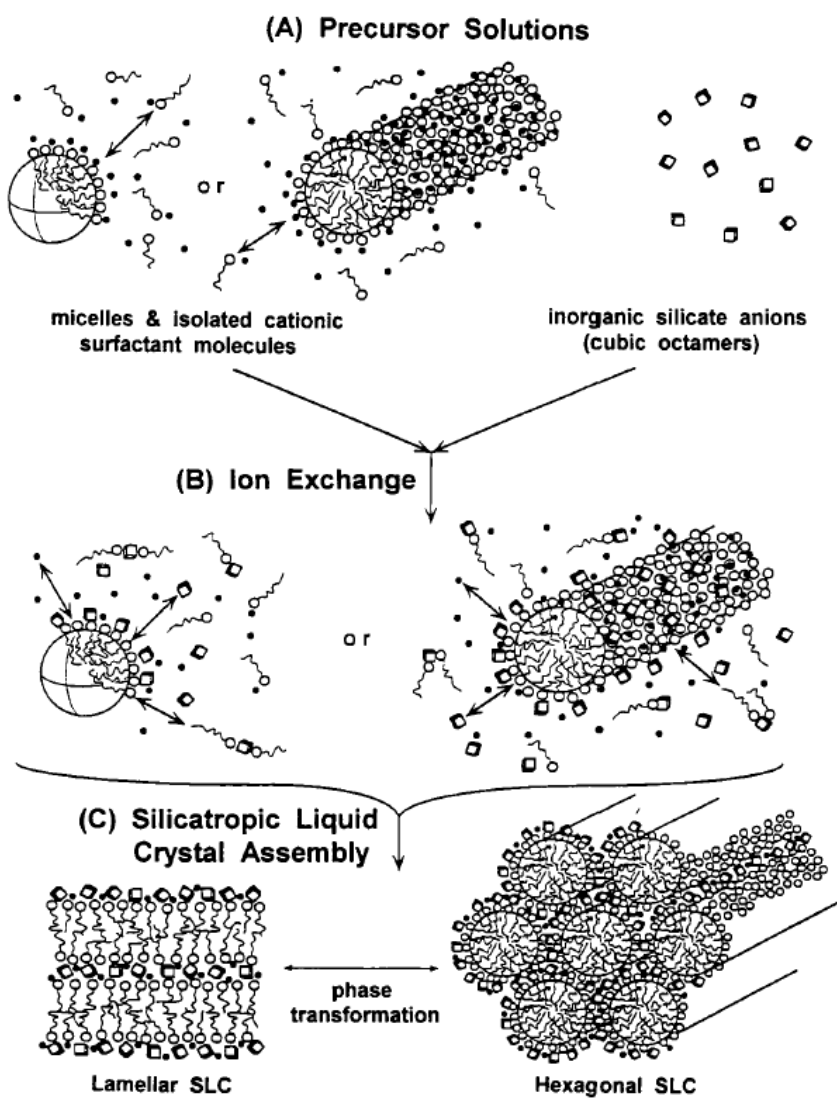 (A) Precursor Solutions
or
micelles & isolated cationic
surfactant molecules
inorganic silicate anions
(cubic octamers)
(B) Ion Exchange
or
(C) Silicatropic Liquid
Crystal Assembly
phase
transformation
Lamellar SLC
Hexagonal SLC